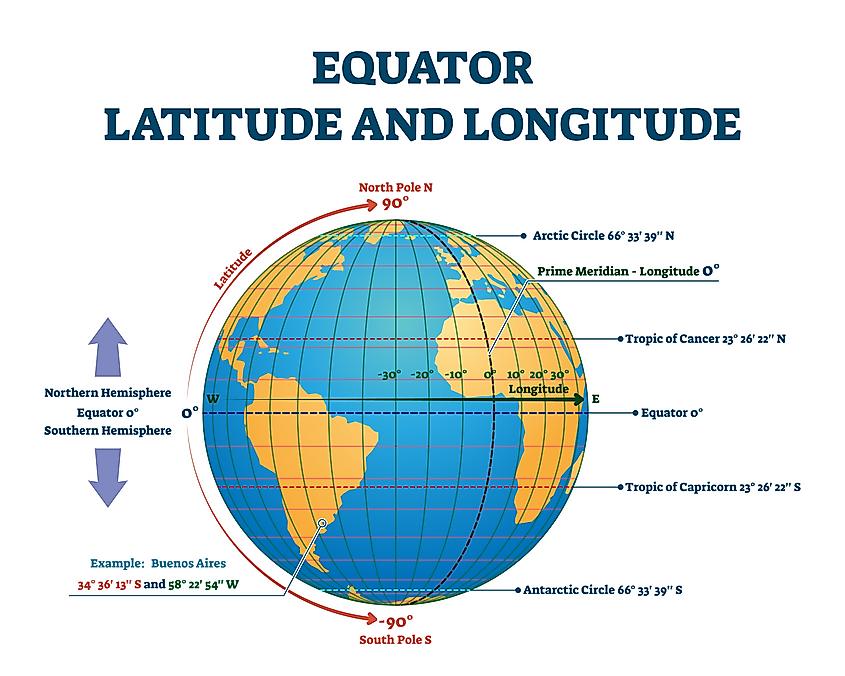 EQUATOR
LATITUDE AND LONGITUDE
North Pole N
90°
Latitude
Arctic Circle 66° 33' 39'' N
Prime Meridian - Longitude 0°
Tropic of Cancer 23° 26' 22'' N
-30° -20° -10° 0° 10° 20° 30°
Longitude
W
E
Northern Hemisphere
Equator 0°
Southern Hemisphere
0°
Equator 0°
Tropic of Capricorn 23° 26' 22'' S
Example: Buenos Aires
34° 36' 13'' S and 58° 22' 54'' W
Antarctic Circle 66° 33' 39'' S
-90°
South Pole S